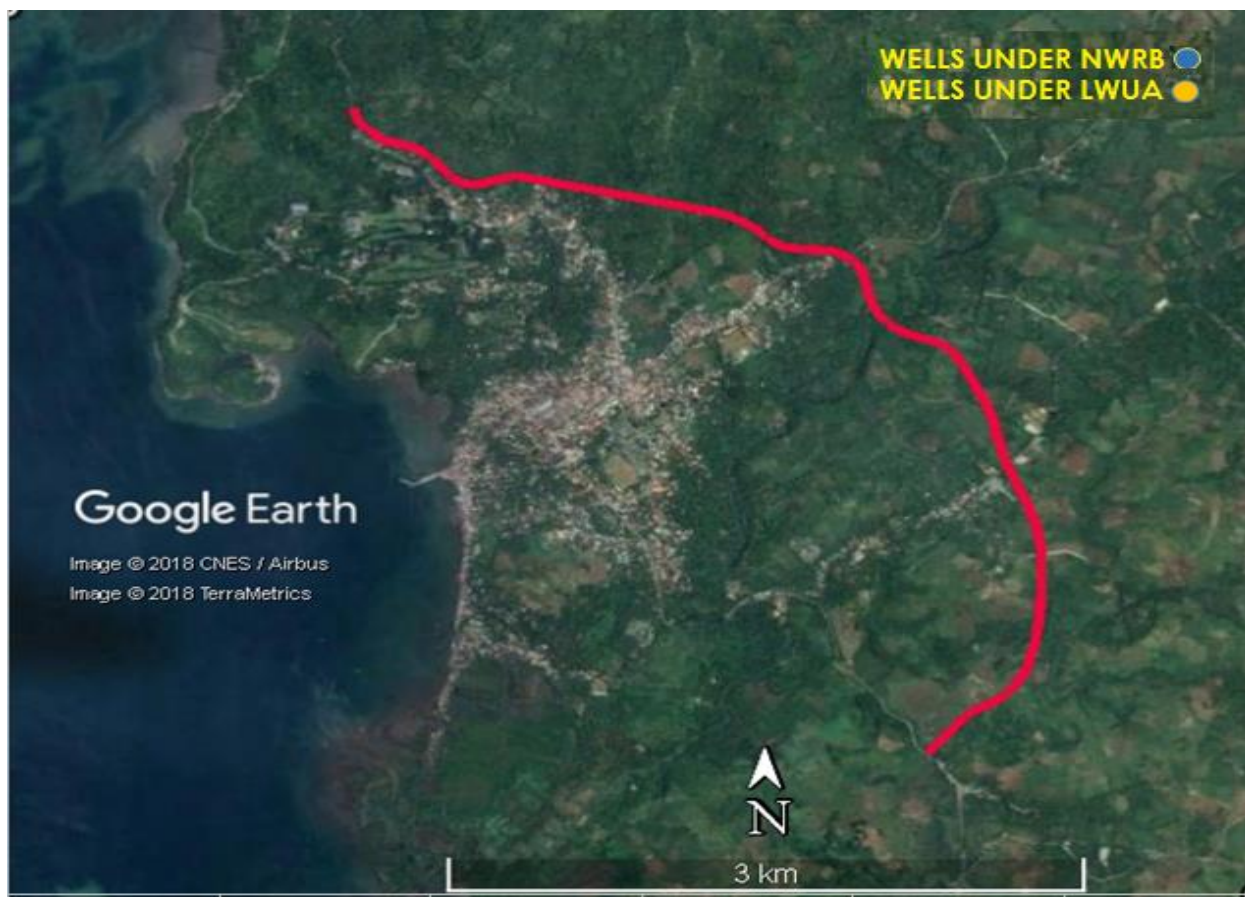 WELLS UNDER NWRB
WELLS UNDER LWUA
Google Earth
Image © 2018 CNES / Airbus
Image © 2018 TerraMetrics
N
3 km